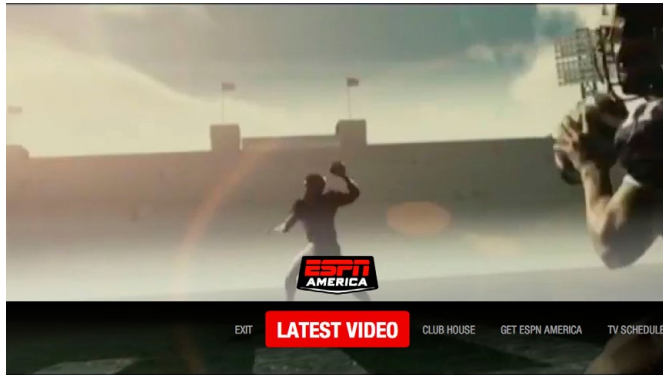 ESPN
AMERICA
EXIT LATEST VIDEO CLUB HOUSE GET ESPN AMERICA TV SCHEDULE